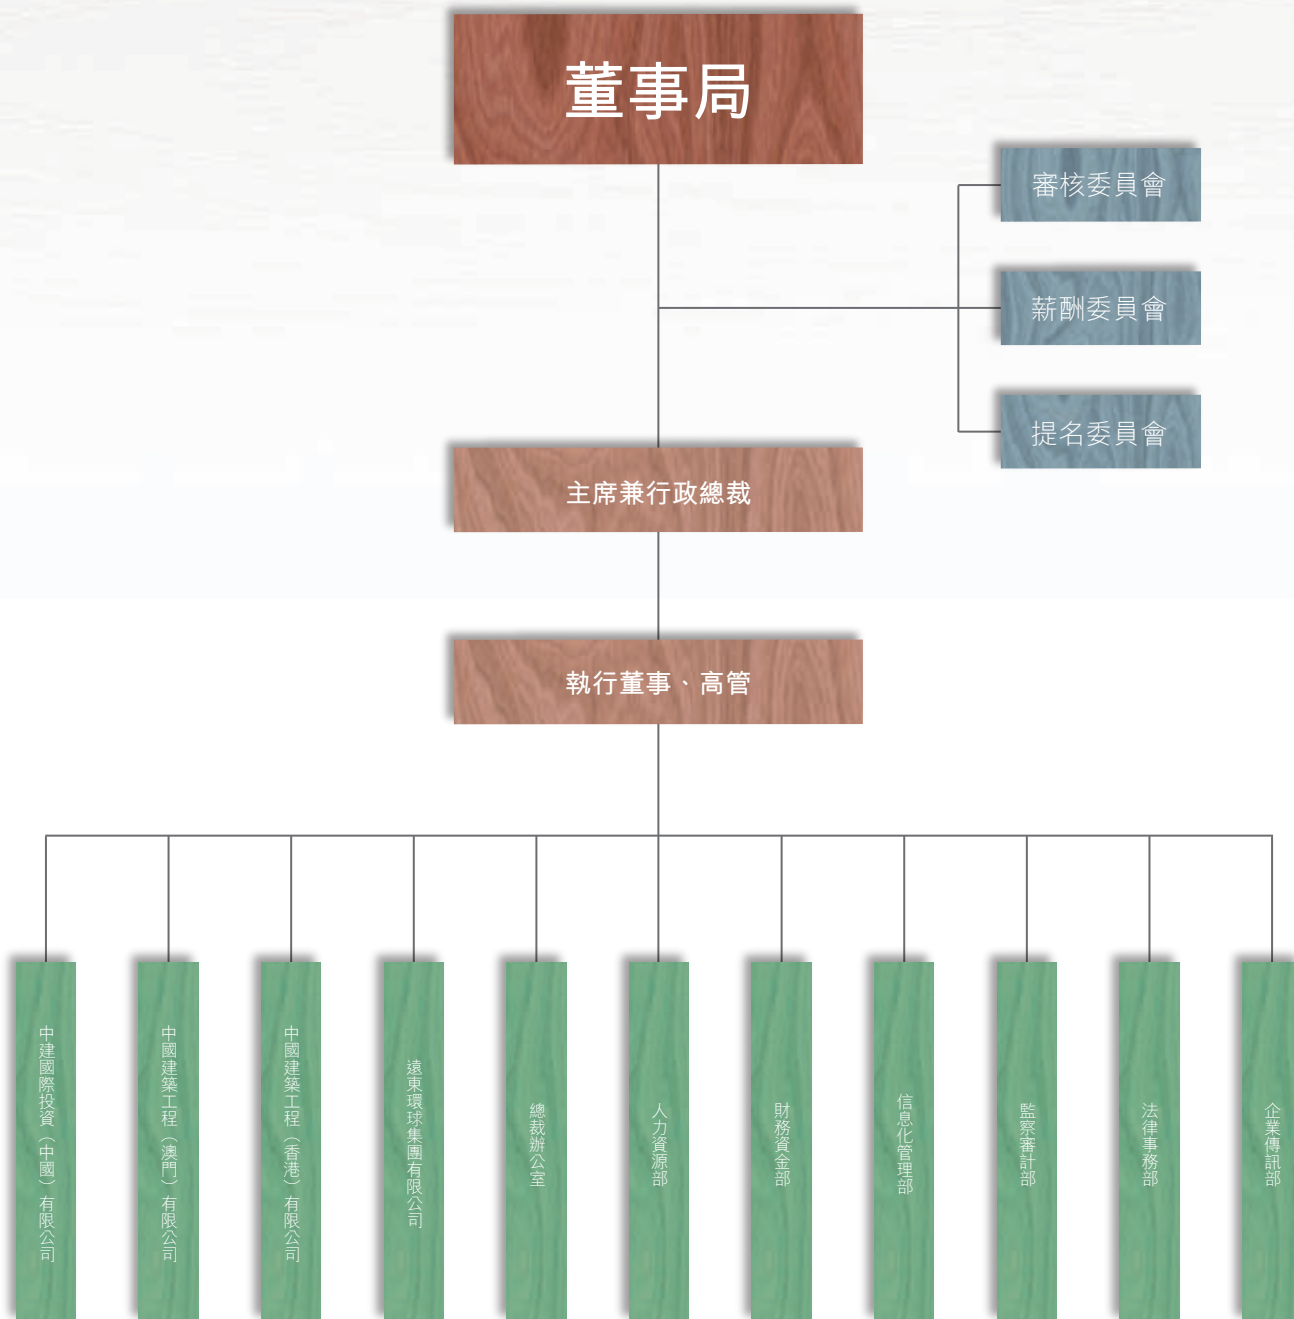 董事局
審核委員會
薪酬委員會
提名委員會
主席兼行政總裁
執行董事、高管
中建國際投資（中國）有限公司
中國建築工程（澳門）有限公司
中國建築工程（香港）有限公司
遠東環球集團有限公司
總裁辦公室
人力資源部
財務資金部
信息化管理部
監察審計部
法律事務部
企業傳訊部